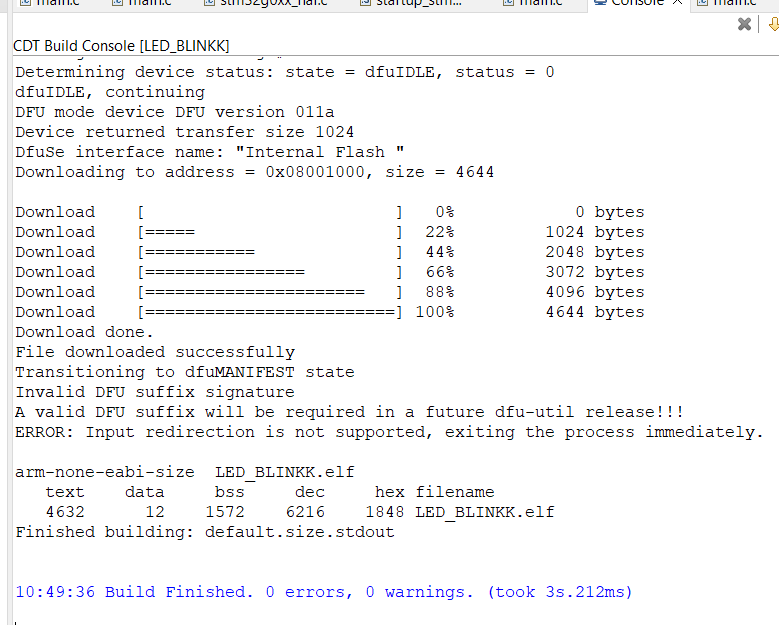 main.c main.c stm32g0xx_hal.c startup_stm... main.c Console main.c
CDT Build Console [LED_BLINKK]
Determining device status: state = dfuIDLE, status = 0
dfuIDLE, continuing
DFU mode device DFU version 011a
Device returned transfer size 1024
DfuSe interface name: "Internal Flash "
Downloading to address = 0x08001000, size = 4644
Download [ ] 0% 0 bytes
Download [===== ] 22% 1024 bytes
Download [=========== ] 44% 2048 bytes
Download [================ ] 66% 3072 bytes
Download [====================== ] 88% 4096 bytes
Download [=========================] 100% 4644 bytes
Download done.
File downloaded successfully
Transitioning to dfuMANIFEST state
Invalid DFU suffix signature
A valid DFU suffix will be required in a future dfu-util release!!!
ERROR: Input redirection is not supported, exiting the process immediately.
arm-none-eabi-size LED_BLINKK.elf
text data bss dec hex filename
4632 12 1572 6216 1848 LED_BLINKK.elf
Finished building: default.size.stdout
10:49:36 Build Finished. 0 errors, 0 warnings. (took 3s.212ms)